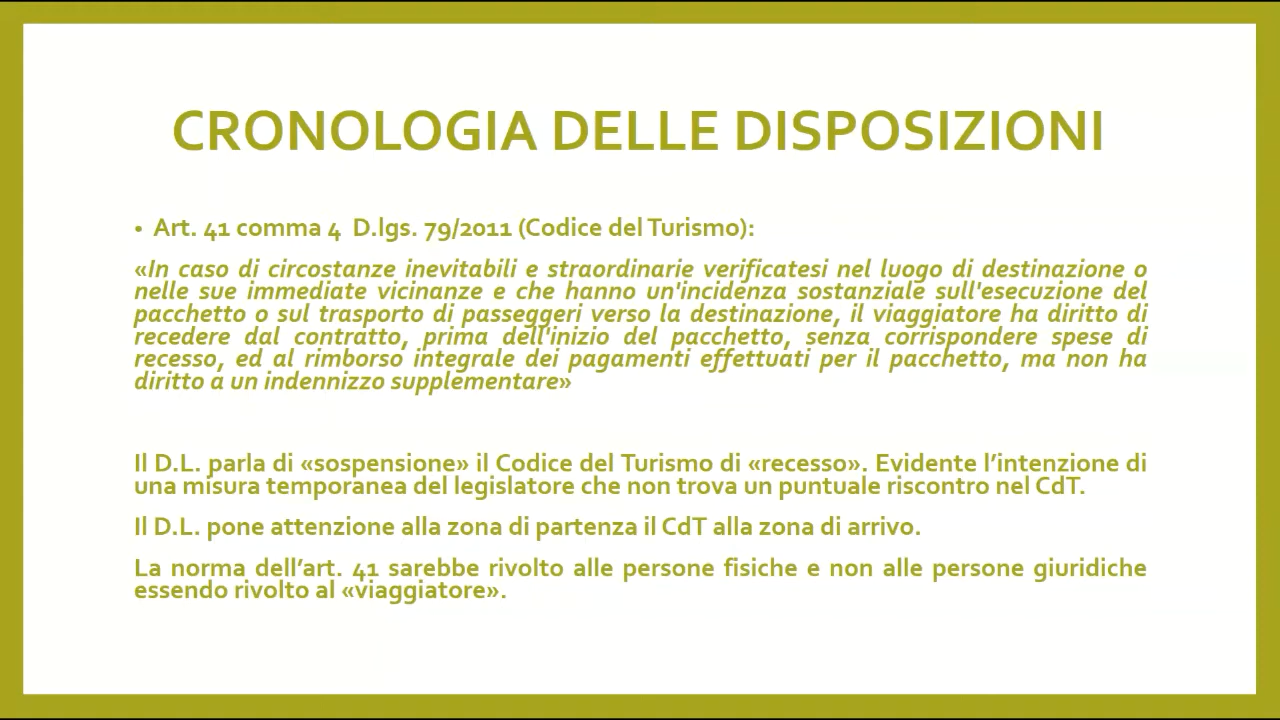 CRONOLOGIA DELLE DISPOSIZIONI
• Art. 41 comma 4 D.lgs. 79/2011 (Codice del Turismo):
«In caso di circostanze inevitabili e straordinarie verificatesi nel luogo di destinazione o
nelle sue immediate vicinanze e che hanno un'incidenza sostanziale sull'esecuzione del
pacchetto o sul trasporto di passeggeri verso la destinazione, il viaggiatore ha diritto di
recedere dal contratto, prima dell'inizio del pacchetto, senza corrispondere spese di
recesso, ed al rimborso integrale dei pagamenti effettuati per il pacchetto, ma non ha
diritto a un indennizzo supplementare»
Il D.L. parla di «sospensione» il Codice del Turismo di «recesso». Evidente l’intenzione di
una misura temporanea del legislatore che non trova un puntuale riscontro nel CdT.
Il D.L. pone attenzione alla zona di partenza il CdT alla zona di arrivo.
La norma dell’art. 41 sarebbe rivolto alle persone fisiche e non alle persone giuridiche
essendo rivolto al «viaggiatore».